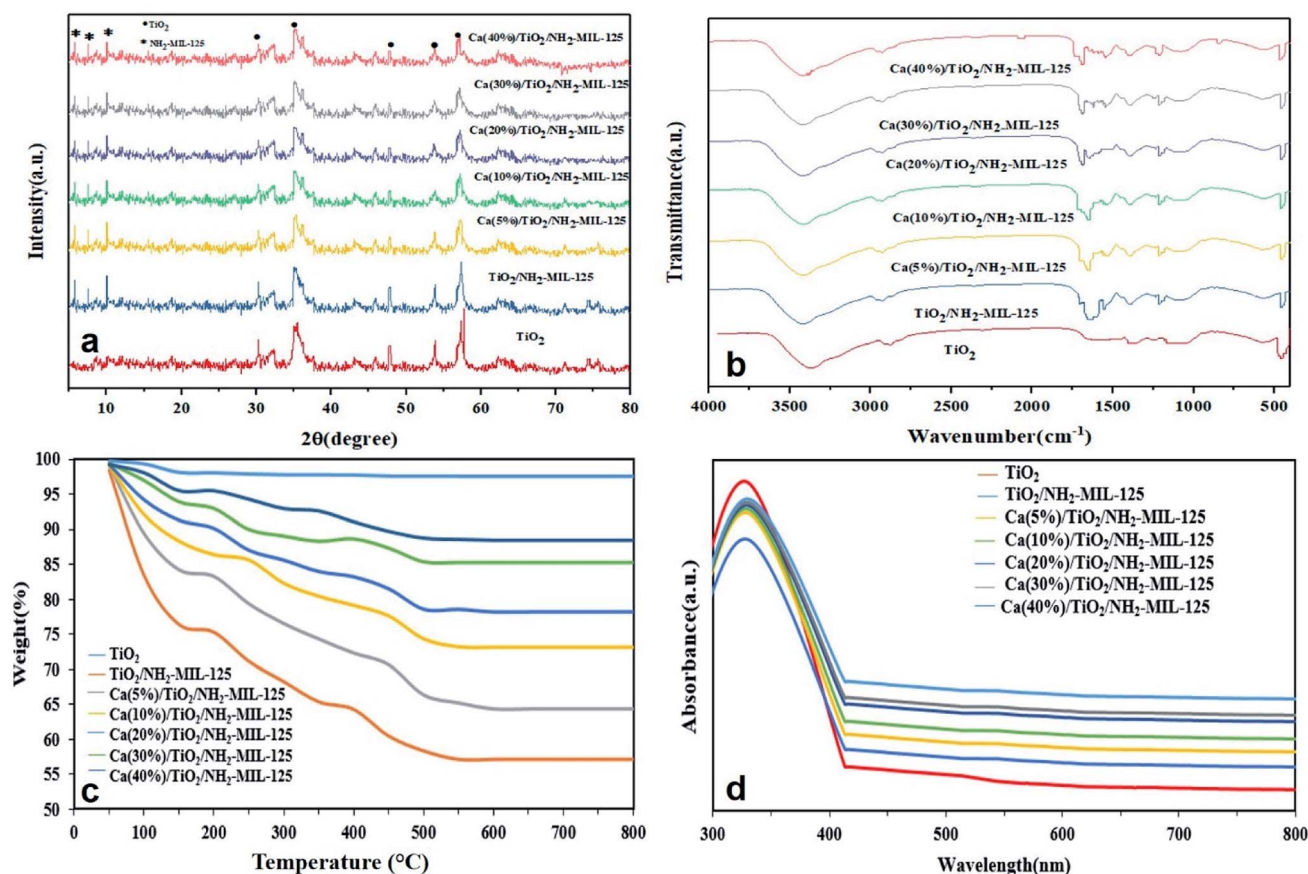 TiO2
NH2-MIL-125
Ca(40%)/TiO2/NH2-MIL-125
Ca(30%)/TiO2/NH2-MIL-125
Ca(20%)/TiO2/NH2-MIL-125
Ca(10%)/TiO2/NH2-MIL-125
Ca(5%)/TiO2/NH2-MIL-125
TiO2/NH2-MIL-125
TiO2
a
Intensity(a.u.)
10 20 30 40 50 60 70 80
2θ(degree)
Ca(40%)/TiO2/NH2-MIL-125
Ca(30%)/TiO2/NH2-MIL-125
Ca(20%)/TiO2/NH2-MIL-125
Ca(10%)/TiO2/NH2-MIL-125
Ca(5%)/TiO2/NH2-MIL-125
TiO2/NH2-MIL-125
TiO2
b
Transmittance(a.u.)
4000 3500 3000 2500 2000 1500 1000 500
Wavenumber(cm-1)
100
95
90
85
80
75
70
65
60
55
50
Weight(%)
TiO2
TiO2/NH2-MIL-125
Ca(5%)/TiO2/NH2-MIL-125
Ca(10%)/TiO2/NH2-MIL-125
Ca(20%)/TiO2/NH2-MIL-125
Ca(30%)/TiO2/NH2-MIL-125
Ca(40%)/TiO2/NH2-MIL-125
c
0 100 200 300 400 500 600 700 800
Temperature (°C)
TiO2
TiO2/NH2-MIL-125
Ca(5%)/TiO2/NH2-MIL-125
Ca(10%)/TiO2/NH2-MIL-125
Ca(20%)/TiO2/NH2-MIL-125
Ca(30%)/TiO2/NH2-MIL-125
Ca(40%)/TiO2/NH2-MIL-125
Absorbance(a.u.)
d
300 400 500 600 700 800
Wavelength(nm)